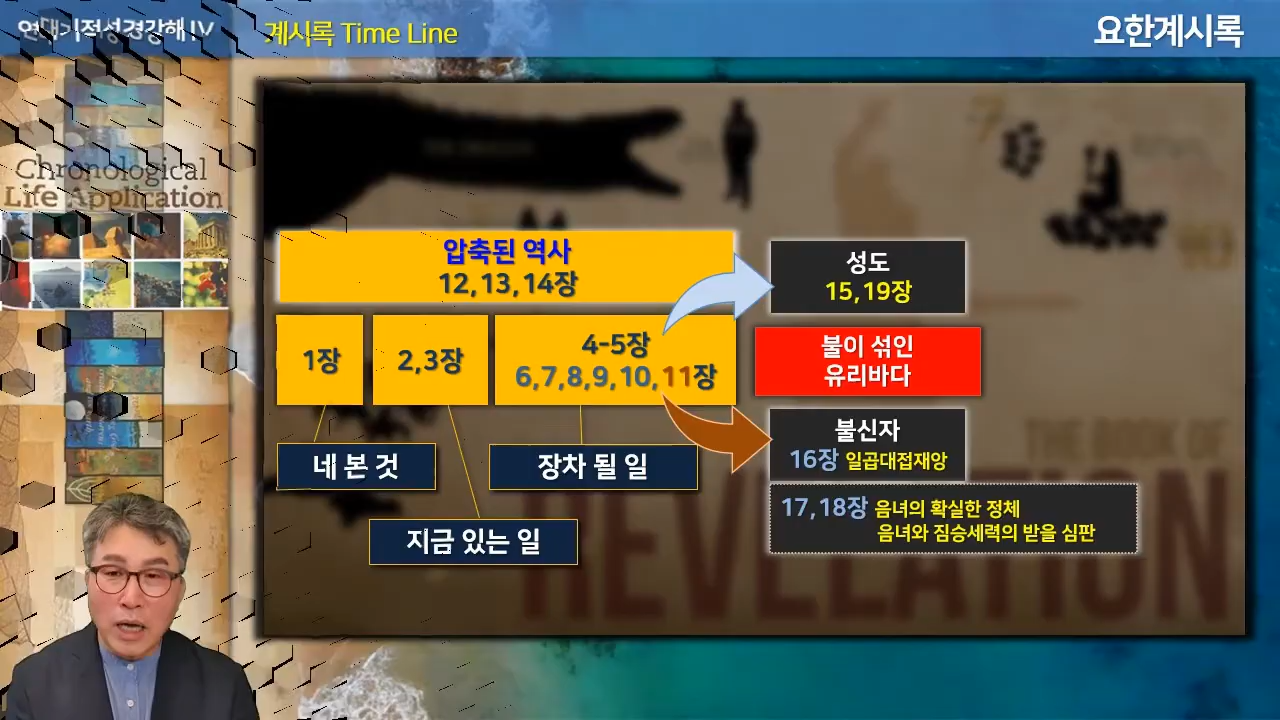 연대기적성경강해 IV
계시록 Time Line
요한계시록
Chronological
Life Application
압축된 역사
12,13,14장
성도
15,19장
1장
2,3장
4-5장
6,7,8,9,10,11장
불이 섞인
유리바다
네 본 것
장차 될 일
불신자
16장 일곱대접재앙
17,18장 음녀의 확실한 정체
음녀와 짐승세력의 받을 심판
지금 있는 일
THE BOOK OF
REVELATION